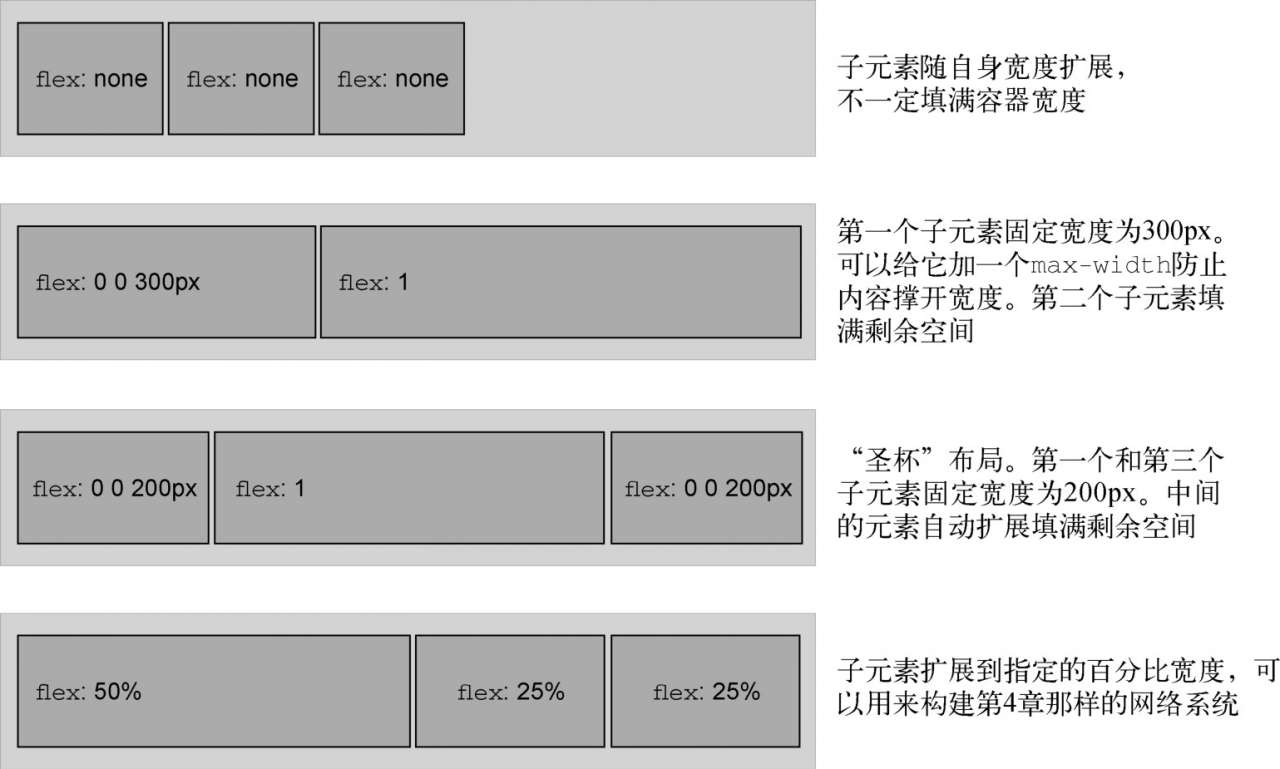 flex: none flex: none flex: none
子元素随自身宽度扩展，
不一定填满容器宽度
flex: 0 0 300px flex: 1
第一个子元素固定宽度为300px。
可以给它加一个max-width防止
内容撑开宽度。第二个子元素填
满剩余空间
flex: 0 0 200px flex: 1 flex: 0 0 200px
“圣杯”布局。第一个和第三个
子元素固定宽度为200px。中间
的元素自动扩展填满剩余空间
flex: 50% flex: 25% flex: 25%
子元素扩展到指定的百分比宽度，可
以用来构建第4章那样的网络系统